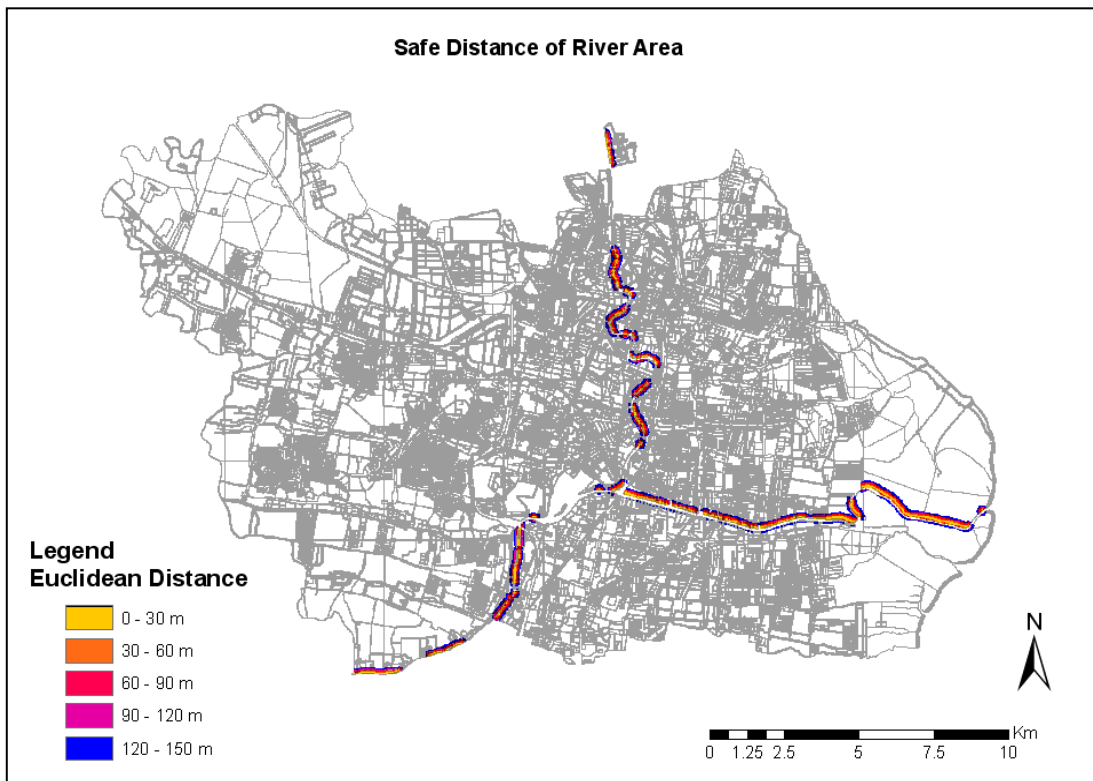 Safe Distance of River Area
Legend
Euclidean Distance
0 - 30 m
30 - 60 m
60 - 90 m
90 - 120 m
120 - 150 m
N
Km
0 1.25 2.5 5 7.5 10